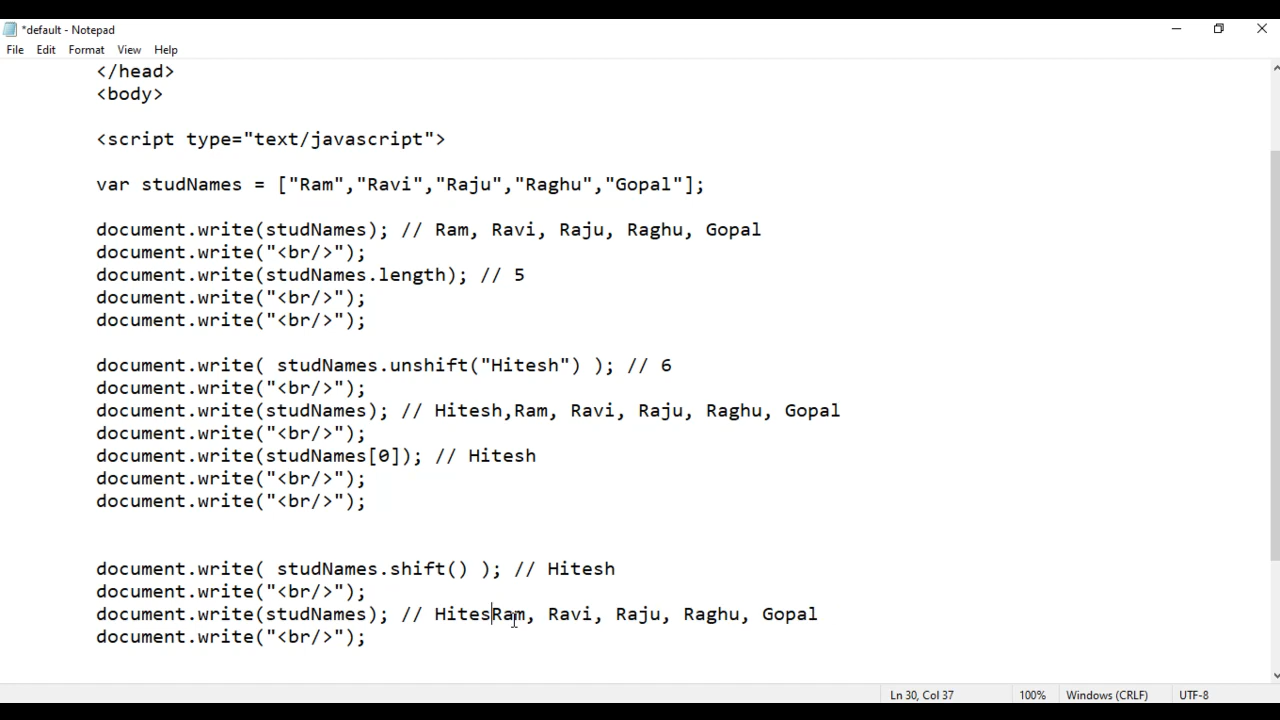 *default - Notepad
File Edit Format View Help
</head>
<body>
<script type="text/javascript">
var studNames = ["Ram","Ravi","Raju","Raghu","Gopal"];
document.write(studNames); // Ram, Ravi, Raju, Raghu, Gopal
document.write("<br/>");
document.write(studNames.length); // 5
document.write("<br/>");
document.write("<br/>");
document.write( studNames.unshift("Hitesh") ); // 6
document.write("<br/>");
document.write(studNames); // Hitesh,Ram, Ravi, Raju, Raghu, Gopal
document.write("<br/>");
document.write(studNames[0]); // Hitesh
document.write("<br/>");
document.write("<br/>");
document.write( studNames.shift() ); // Hitesh
document.write("<br/>");
document.write(studNames); // HitesRam, Ravi, Raju, Raghu, Gopal
document.write("<br/>");
Ln 30, Col 37 100% Windows (CRLF) UTF-8